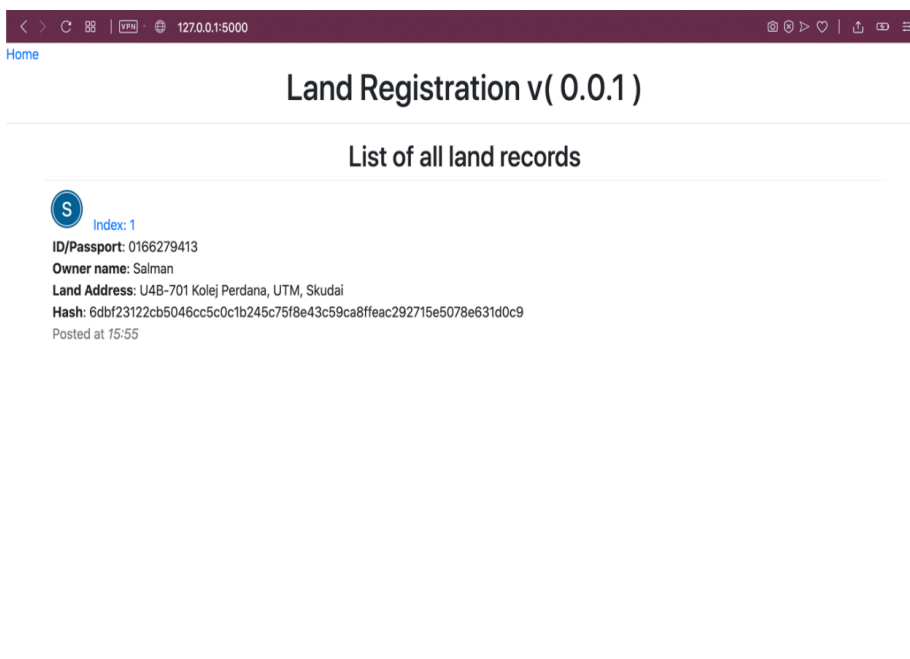 VPN 127.0.0.1:5000
Home
Land Registration v( 0.0.1 )
List of all land records
S
Index: 1
ID/Passport: 0166279413
Owner name: Salman
Land Address: U4B-701 Kolej Perdana, UTM, Skudai
Hash: 6dbf23122cb5046cc5c0c1b245c75f8e43c59ca8ffeac292715e5078e631d0c9
Posted at 15:55